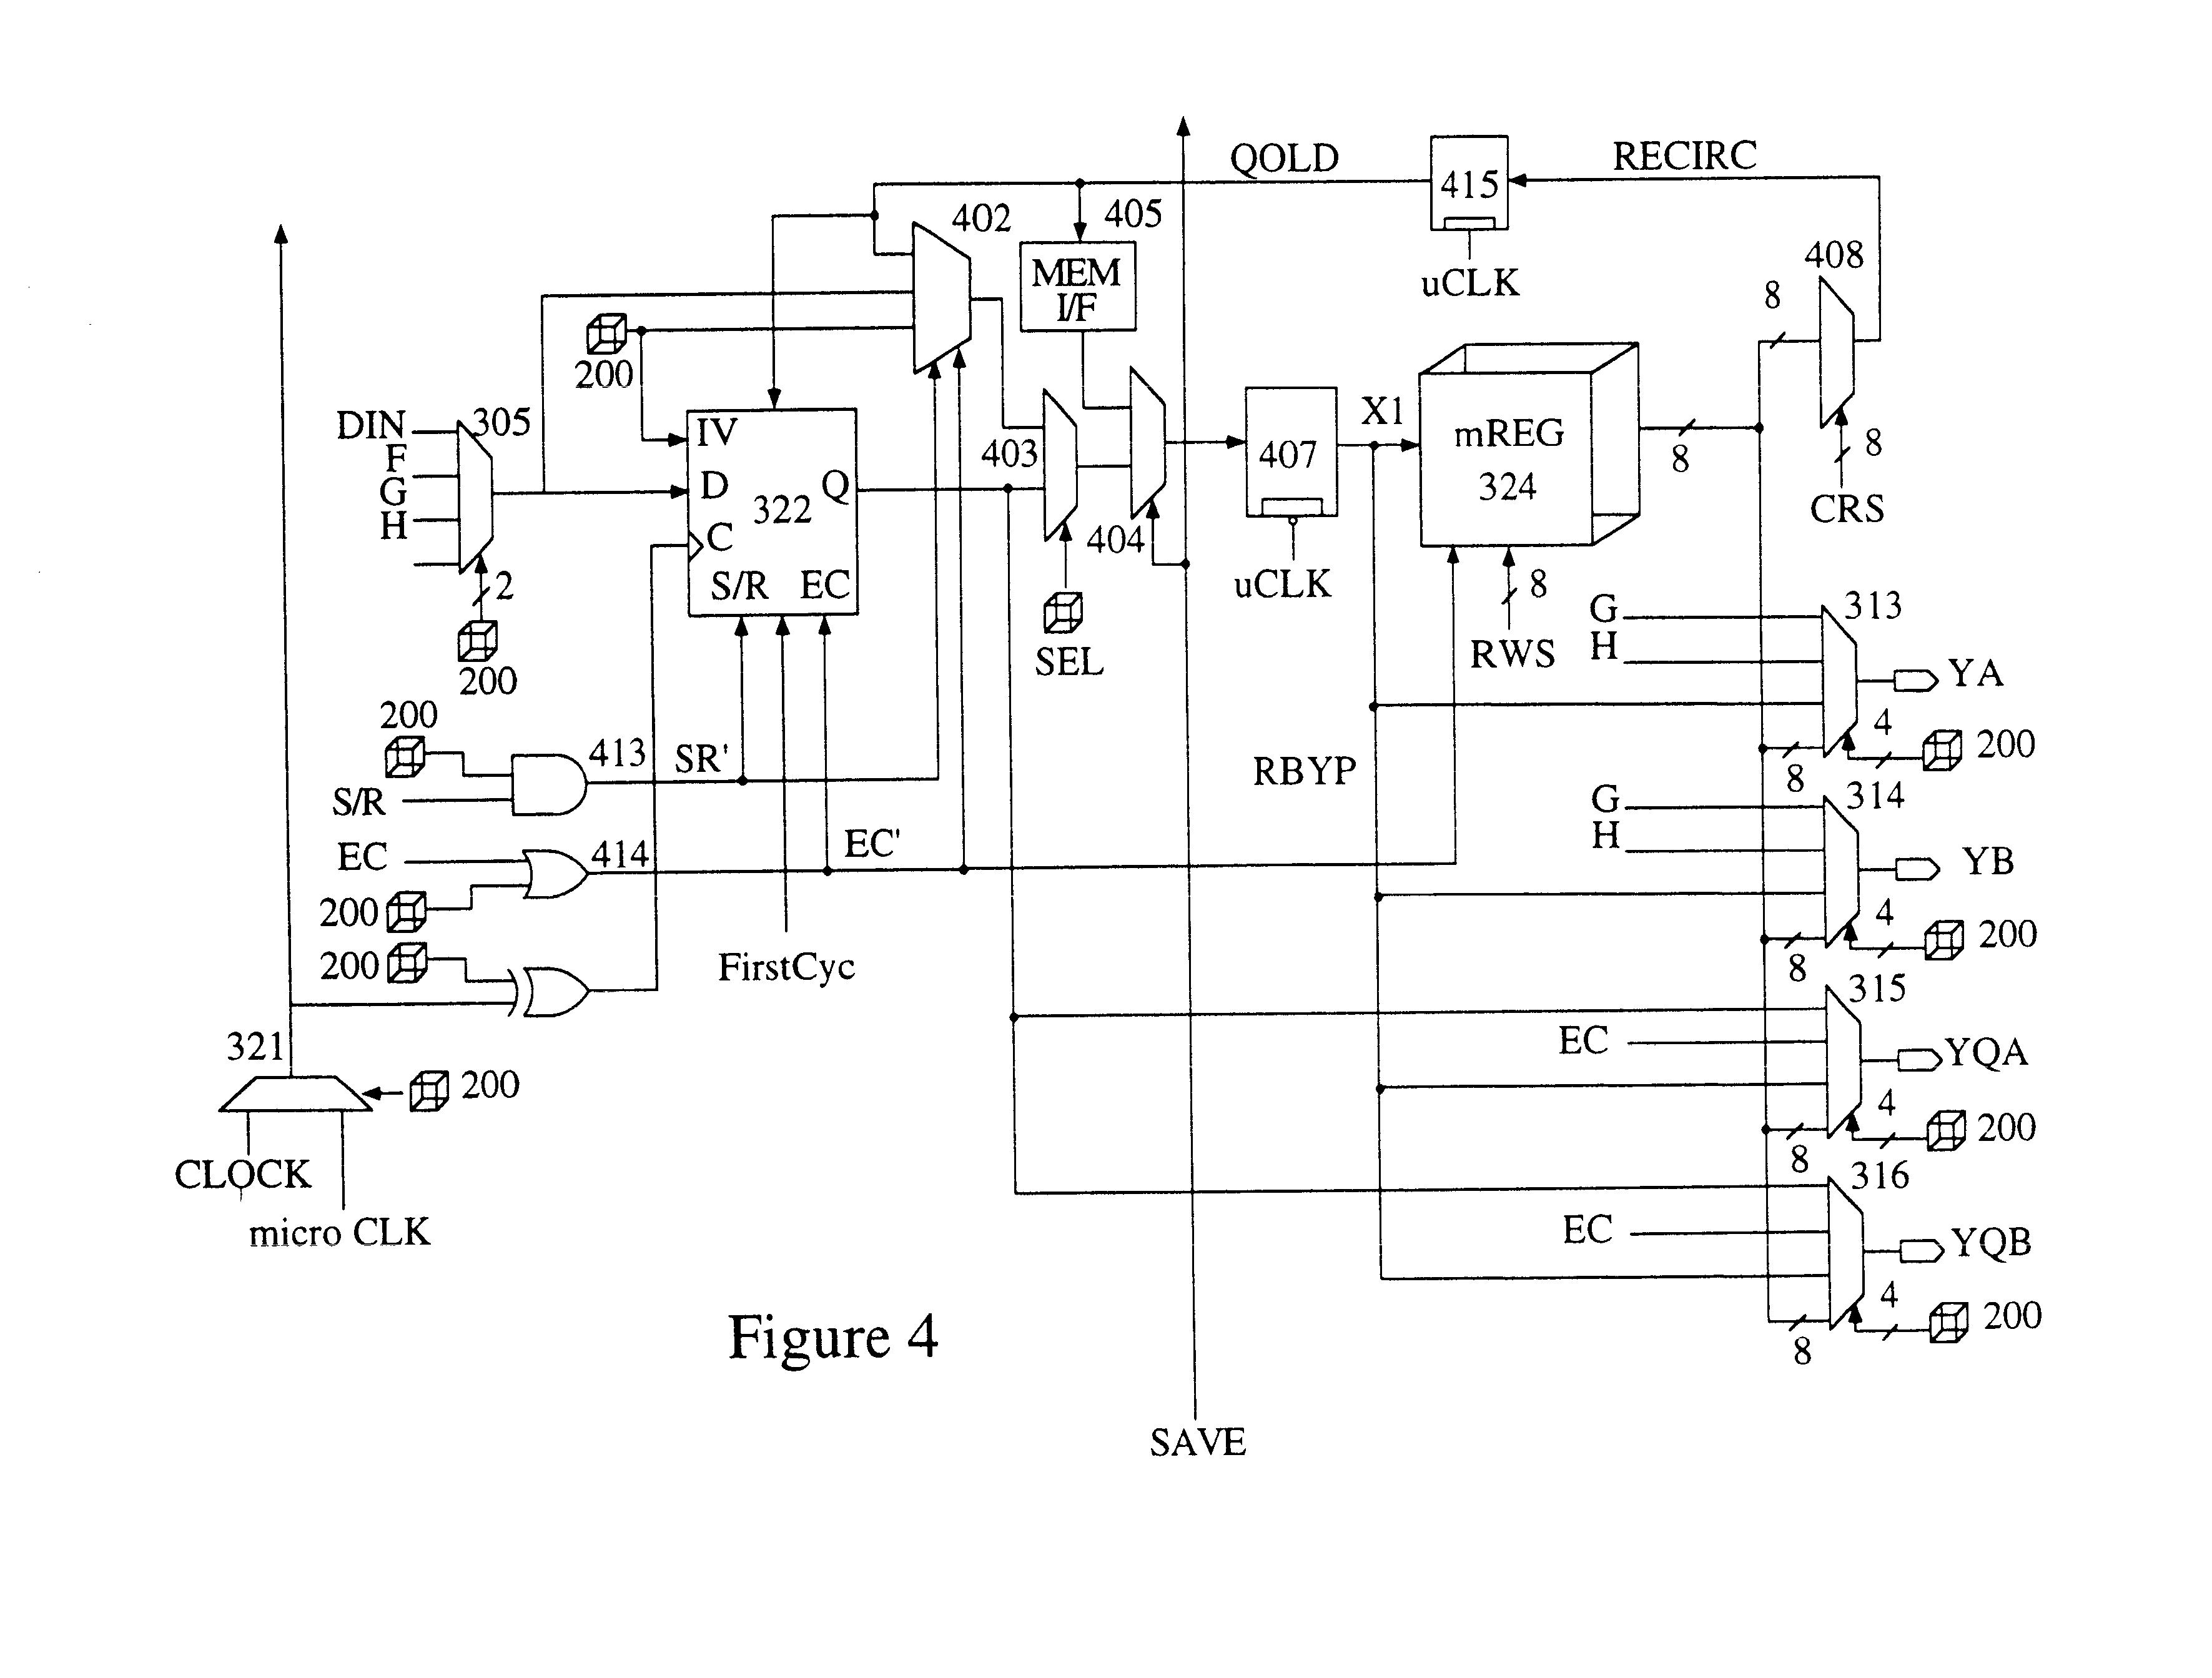 QOLD
RECIRC
415
uCLK
402
405
MEM
I/F
408
8
200
8
CRS
DIN
F
G
H
305
2
200
IV
D
Q
322
C
S/R EC
403
404
SEL
407
uCLK
X1
mREG
324
8
8
RWS
G
H
313
YA
4
200
8
200
413
SR'
S/R
EC
414
EC'
200
200
FirstCyc
RBYP
G
H
314
YB
4
200
8
321
200
CLOCK
micro CLK
315
EC
YQA
4
200
8
316
EC
YQB
4
200
8
Figure 4
SAVE